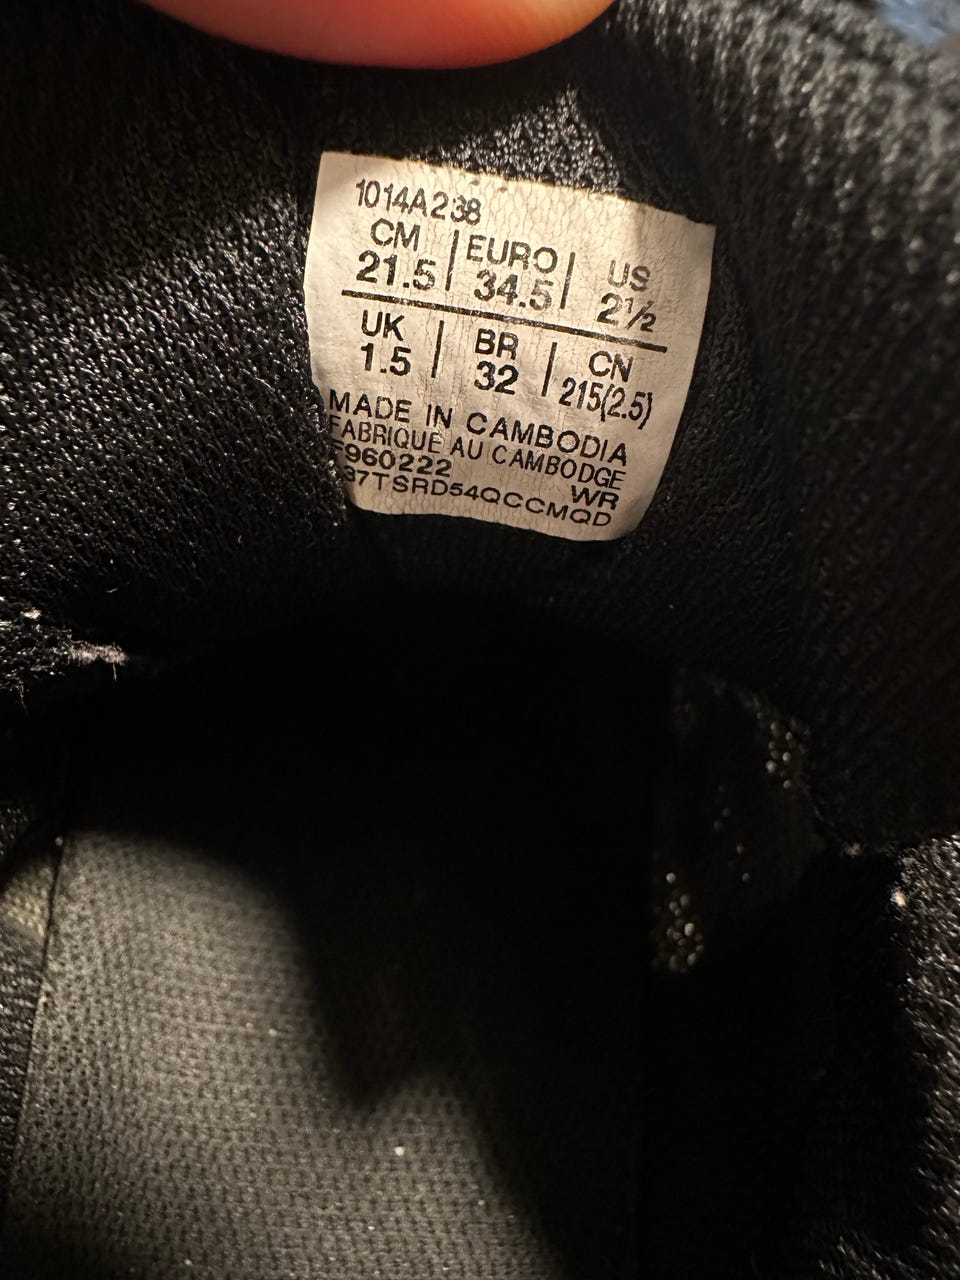 1014A238
CM | EURO | US
21.5 | 34.5 | 2½
UK | BR | CN
1.5 | 32 | 215(2.5)
MADE IN CAMBODIA
FABRIQUE AU CAMBODGE
960222 WR
37TSRD54QCCMQD